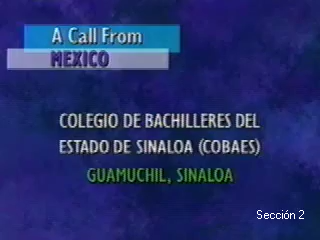 A Call From
MEXICO
COLEGIO DE BACHILLERES DEL
ESTADO DE SINALOA (COBAES)
GUAMUCHIL, SINALOA
Sección 2